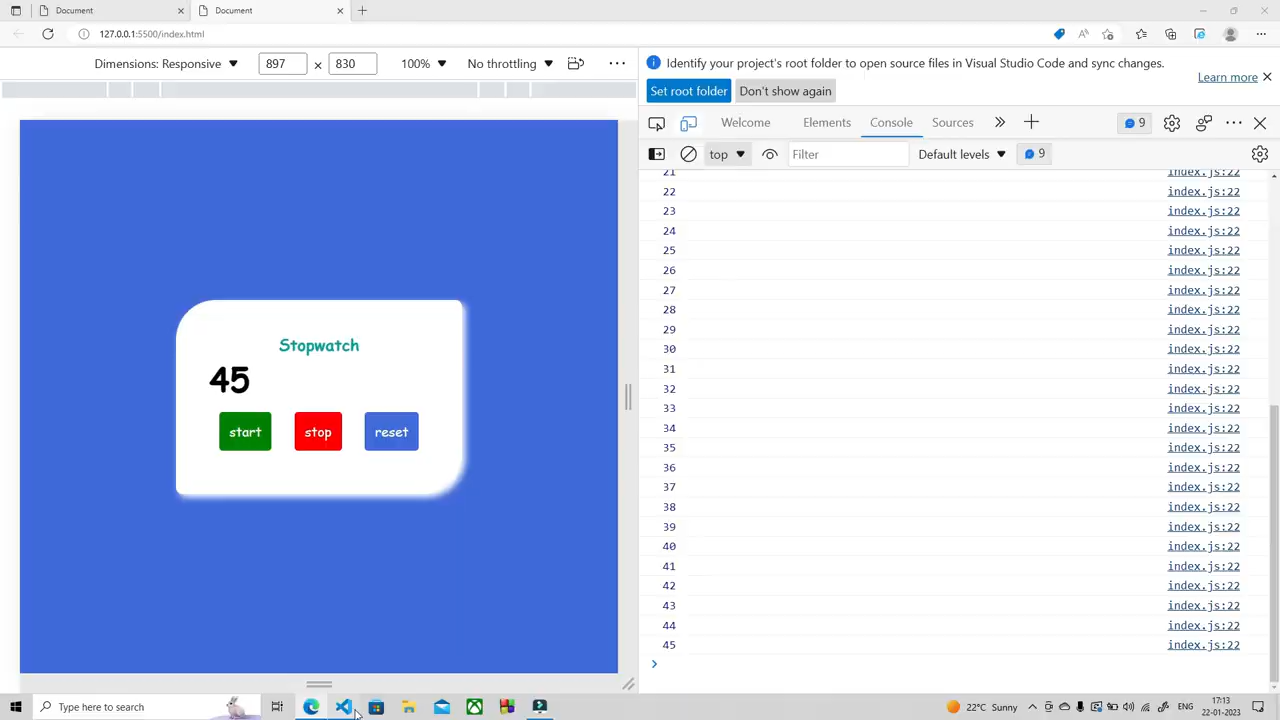 Document
Document
127.0.0.1:5500/index.html
Dimensions: Responsive 897 × 830 100% No throttling
Identify your project's root folder to open source files in Visual Studio Code and sync changes.
Learn more
Set root folder Don't show again
Welcome Elements Console Sources 9
top Filter Default levels 9
21 index.js:22
22 index.js:22
23 index.js:22
24 index.js:22
25 index.js:22
26 index.js:22
27 index.js:22
28 index.js:22
29 index.js:22
30 index.js:22
31 index.js:22
32 index.js:22
33 index.js:22
34 index.js:22
35 index.js:22
36 index.js:22
37 index.js:22
38 index.js:22
39 index.js:22
40 index.js:22
41 index.js:22
42 index.js:22
43 index.js:22
44 index.js:22
45 index.js:22
Stopwatch
45
start stop reset
Type here to search
22°C Sunny
ENG
17:13
22-01-2023